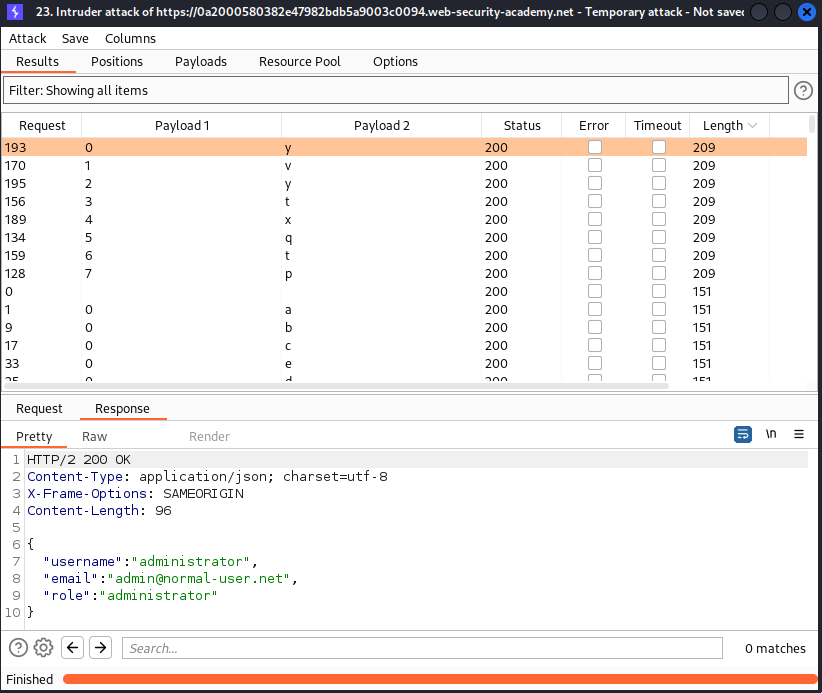 23. Intruder attack of https://0a2000580382e47982bdb5a9003c0094.web-security-academy.net - Temporary attack - Not saved
Attack Save Columns
Results Positions Payloads Resource Pool Options
Filter: Showing all items
Request Payload 1 Payload 2 Status Error Timeout Length
193 0 y 200 209
170 1 v 200 209
195 2 y 200 209
156 3 t 200 209
189 4 x 200 209
134 5 q 200 209
159 6 t 200 209
128 7 p 200 209
0 200 151
1 0 a 200 151
9 0 b 200 151
17 0 c 200 151
33 0 e 200 151
25 0 d 200 151
Request Response
Pretty Raw Render \n
1 HTTP/2 200 OK
2 Content-Type: application/json; charset=utf-8
3 X-Frame-Options: SAMEORIGIN
4 Content-Length: 96
5
6 {
7 "username":"administrator",
8 "email":"admin@normal-user.net",
9 "role":"administrator"
10 }
Search... 0 matches
Finished